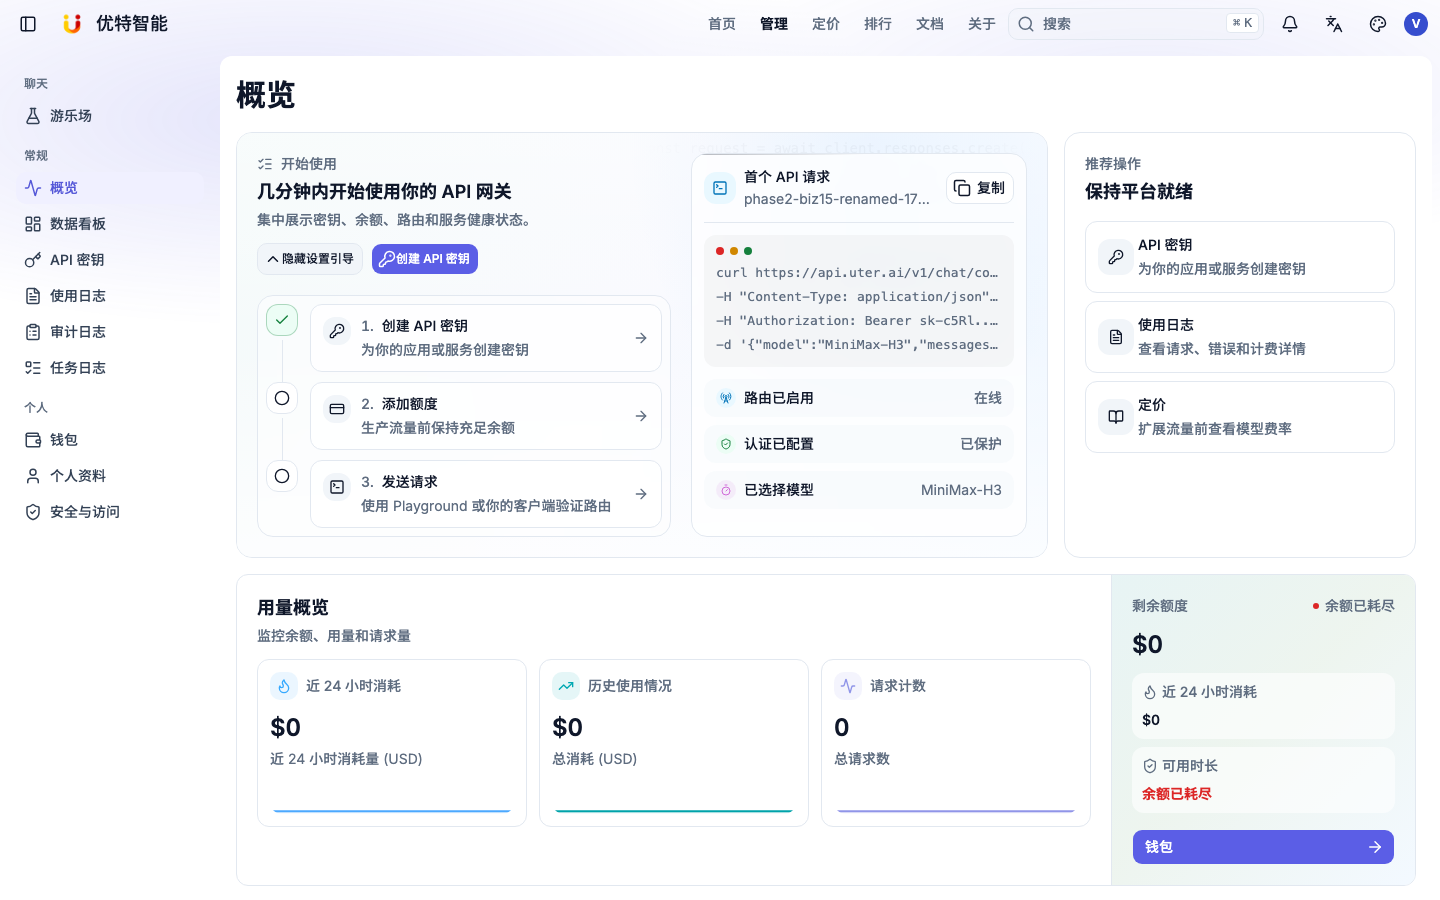 优特智能
首页
管理
定价
排行
文档
关于
搜索
⌘ K
V
聊天
游乐场
常规
概览
数据看板
API 密钥
使用日志
审计日志
任务日志
个人
钱包
个人资料
安全与访问
概览
开始使用
几分钟内开始使用你的 API 网关
集中展示密钥、余额、路由和服务健康状态。
隐藏设置引导
创建 API 密钥
1. 创建 API 密钥
为你的应用或服务创建密钥
2. 添加额度
生产流量前保持充足余额
3. 发送请求
使用 Playground 或你的客户端验证路由
request = await client.responses.create
首个 API 请求
phase2-biz15-renamed-17...
复制
curl https://api.uter.ai/v1/chat/co…
-H "Content-Type: application/json"…
-H "Authorization: Bearer sk-c5Rl..…
-d '{"model":"MiniMax-H3","messages…
路由已启用
在线
认证已配置
已保护
已选择模型
MiniMax-H3
推荐操作
保持平台就绪
API 密钥
为你的应用或服务创建密钥
使用日志
查看请求、错误和计费详情
定价
扩展流量前查看模型费率
用量概览
监控余额、用量和请求量
近 24 小时消耗
$0
近 24 小时消耗量 (USD)
历史使用情况
$0
总消耗 (USD)
请求计数
0
总请求数
剩余额度
余额已耗尽
$0
近 24 小时消耗
$0
可用时长
余额已耗尽
钱包